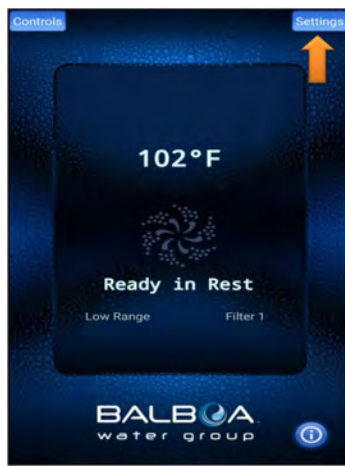 Controls
Settings
102°F
Ready in Rest
Low Range
Filter 1
BALBOA
water group